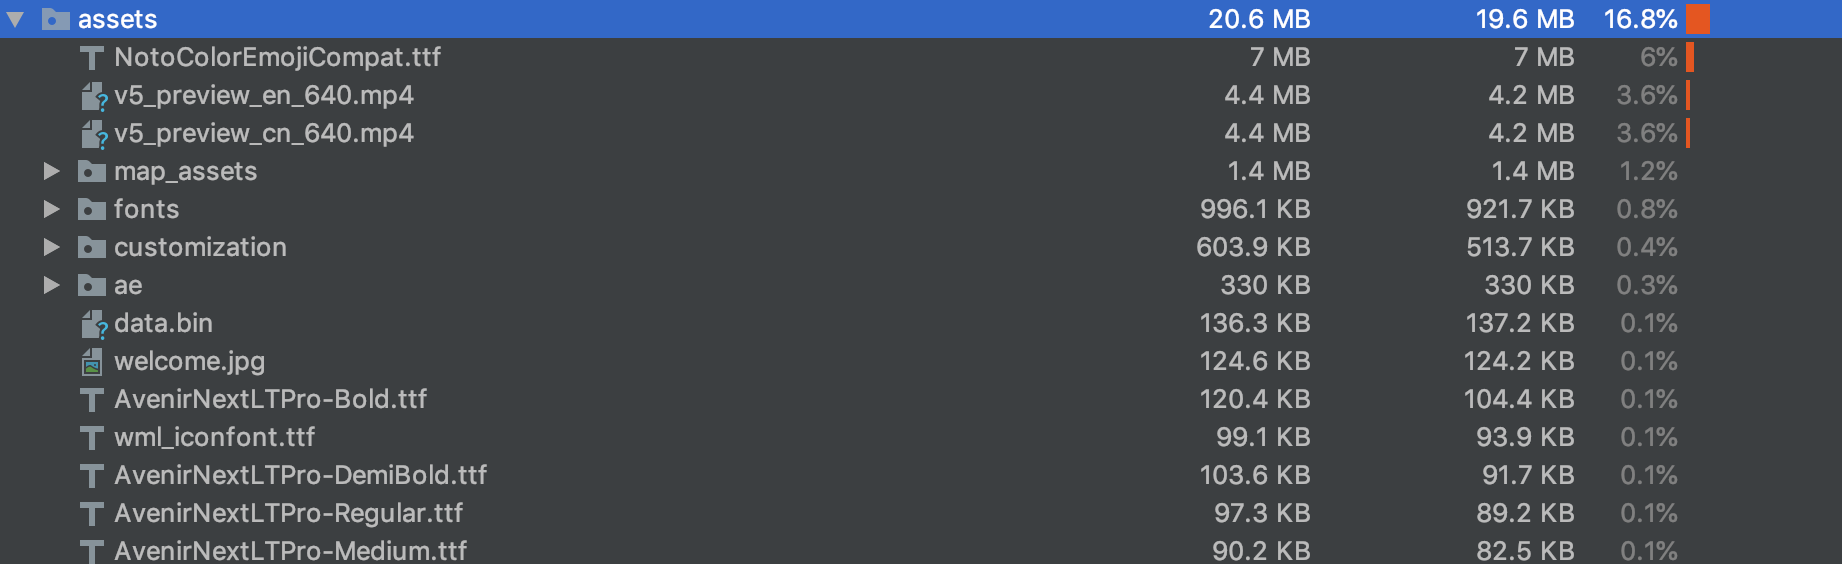 assets 20.6 MB 19.6 MB 16.8%
NotoColorEmojiCompat.ttf 7 MB 7 MB 6%
v5_preview_en_640.mp4 4.4 MB 4.2 MB 3.6%
v5_preview_cn_640.mp4 4.4 MB 4.2 MB 3.6%
map_assets 1.4 MB 1.4 MB 1.2%
fonts 996.1 KB 921.7 KB 0.8%
customization 603.9 KB 513.7 KB 0.4%
ae 330 KB 330 KB 0.3%
data.bin 136.3 KB 137.2 KB 0.1%
welcome.jpg 124.6 KB 124.2 KB 0.1%
AvenirNextLTPro-Bold.ttf 120.4 KB 104.4 KB 0.1%
wml_iconfont.ttf 99.1 KB 93.9 KB 0.1%
AvenirNextLTPro-DemiBold.ttf 103.6 KB 91.7 KB 0.1%
AvenirNextLTPro-Regular.ttf 97.3 KB 89.2 KB 0.1%
AvenirNextLTPro-Medium.ttf 90.2 KB 82.5 KB 0.1%